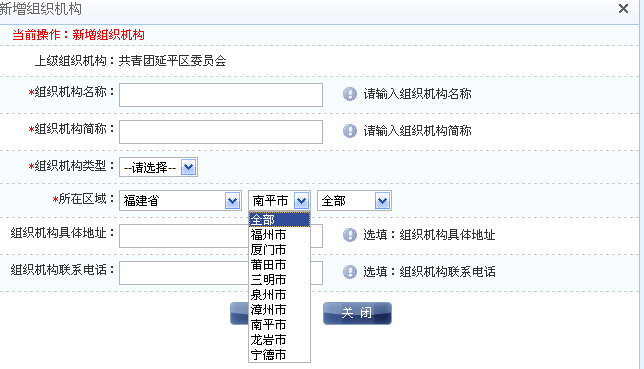 新增组织机构
当前操作：新增组织机构
上级组织机构：共青团延平区委员会
*组织机构名称： 请输入组织机构名称
*组织机构简称： 请输入组织机构简称
*组织机构类型： --请选择--
*所在区域： 福建省 南平市 全部
全部
福州市
厦门市
莆田市
三明市
泉州市
漳州市
南平市
龙岩市
宁德市
组织机构具体地址： 选填：组织机构具体地址
组织机构联系电话： 选填：组织机构联系电话
关 闭